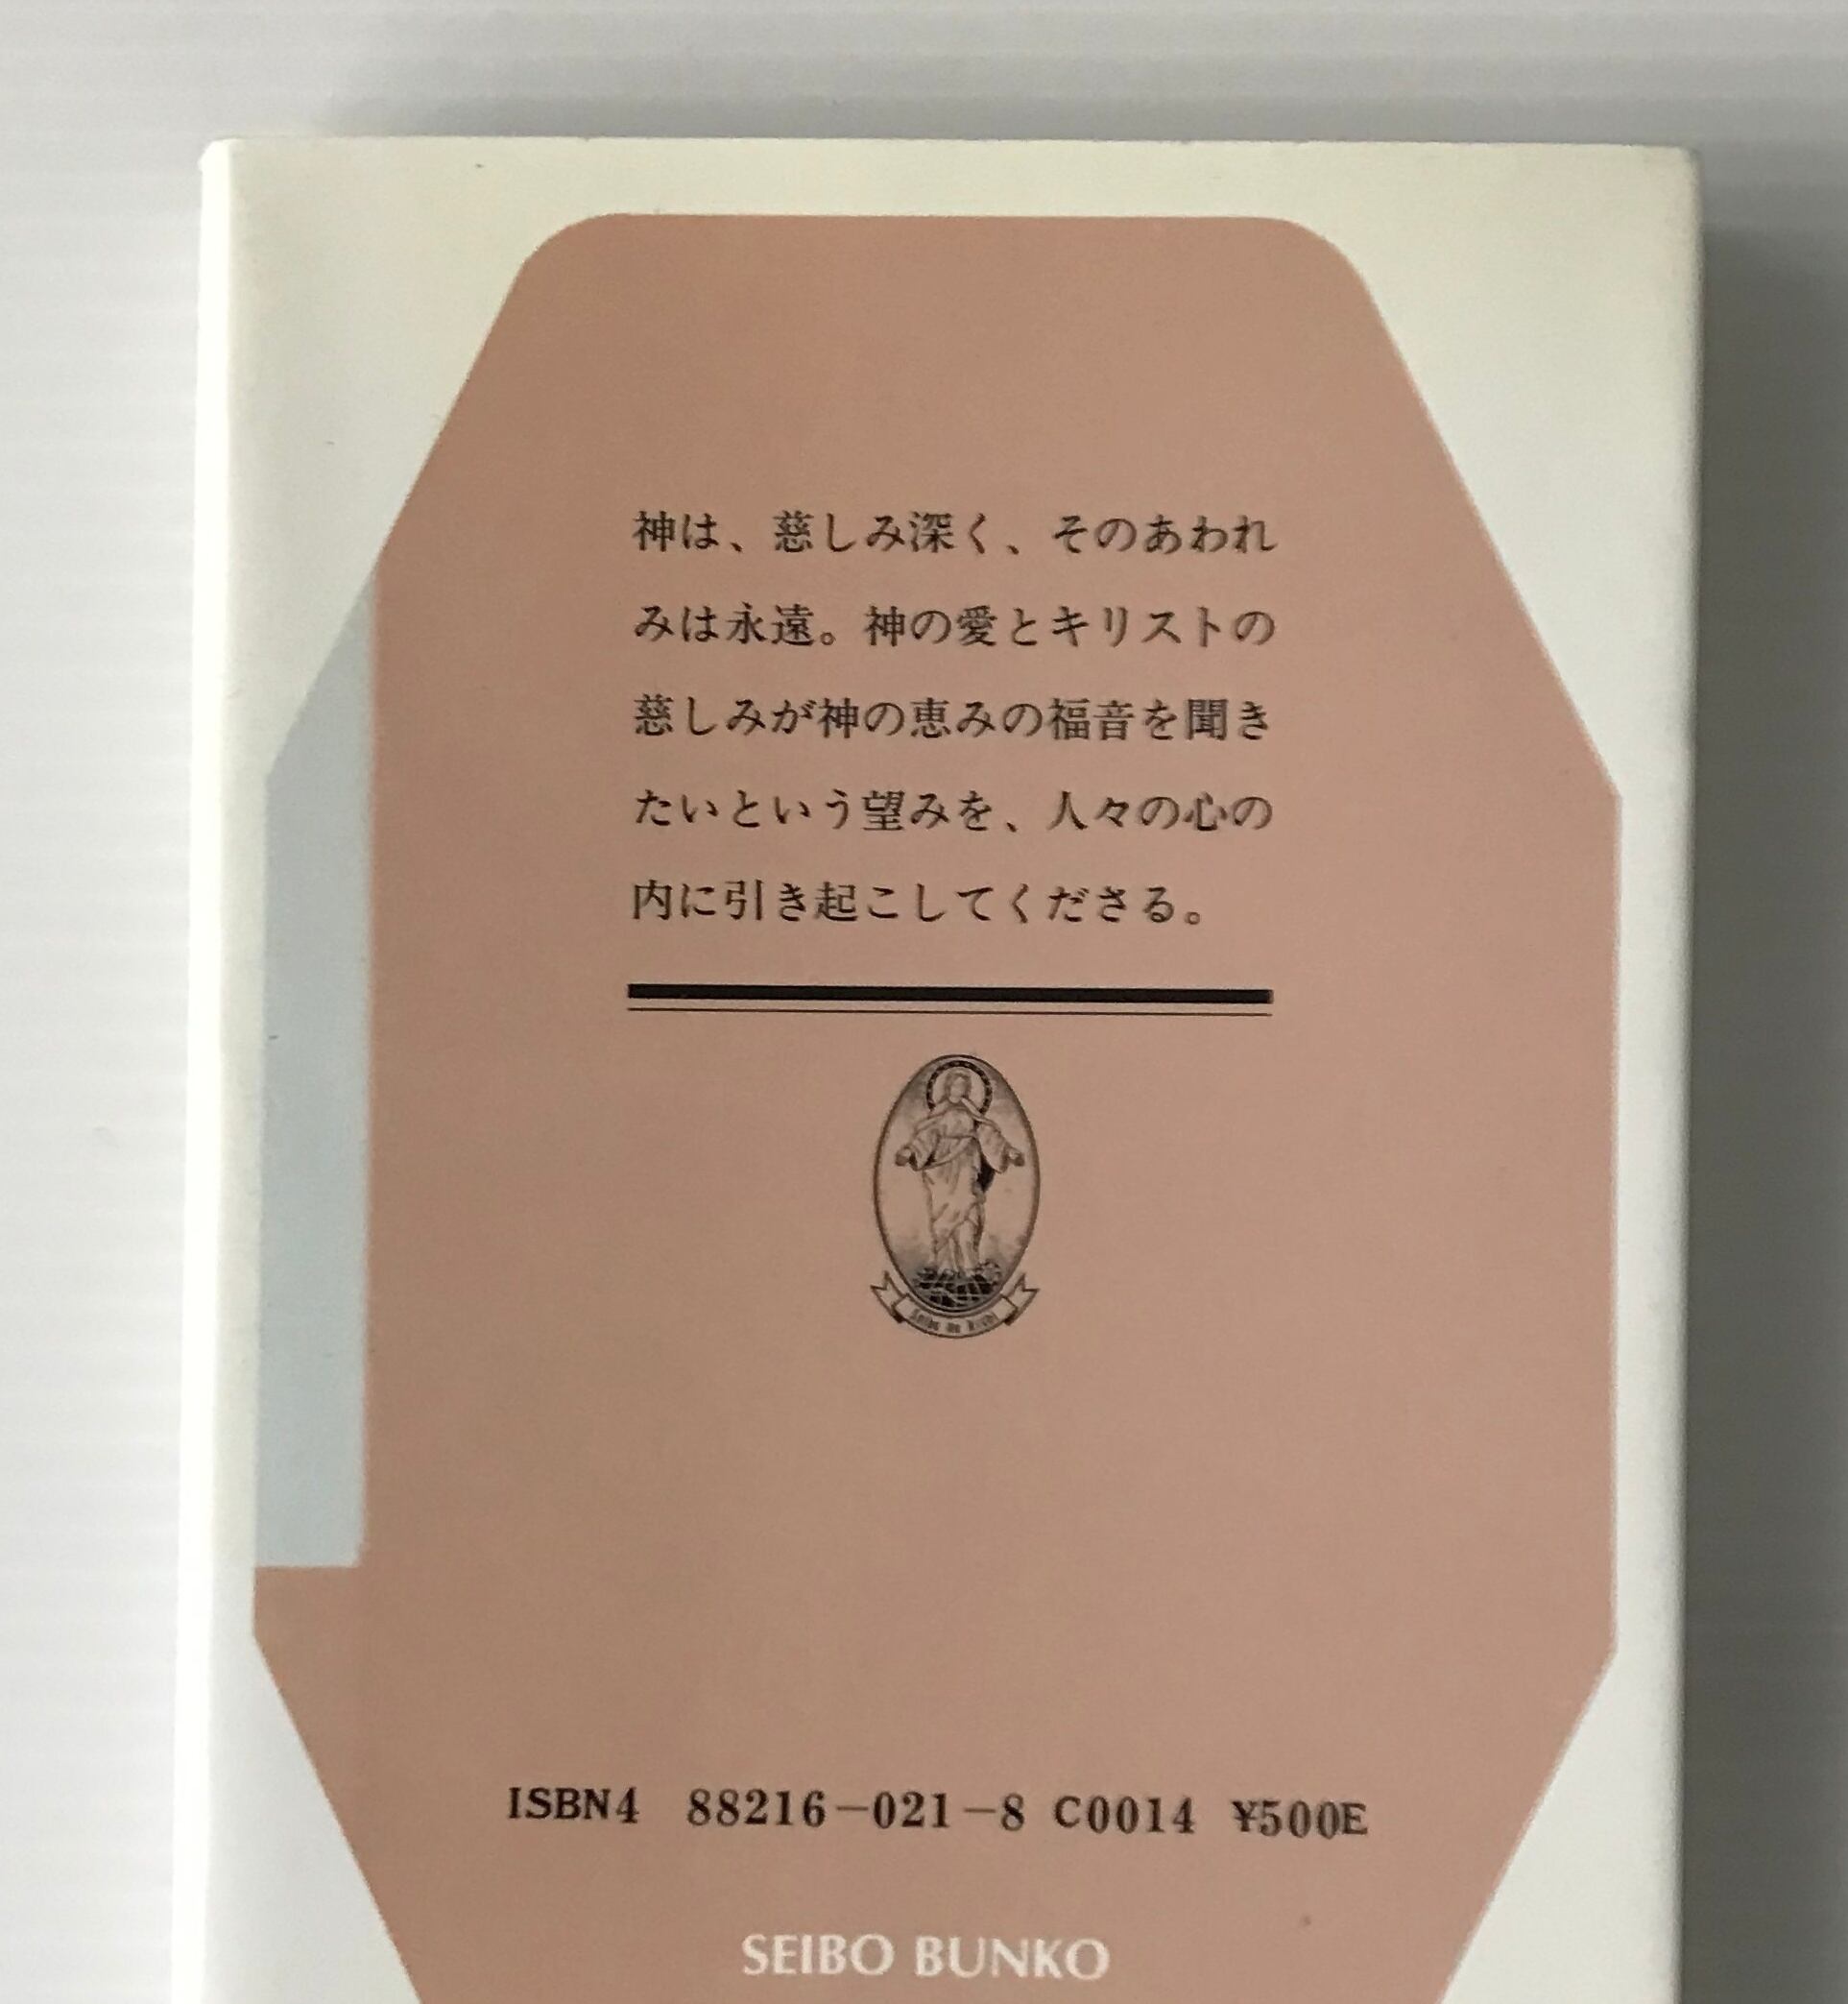 神は、慈しみ深く、そのあわれ
みは永遠。神の愛とキリストの
慈しみが神の恵みの福音を聞き
たいという望みを、人々の心の
内に引き起こしてくださる。
Seibo no Kishi
ISBN4 88216-021-8 C0014 ¥500E
SEIBO BUNKO